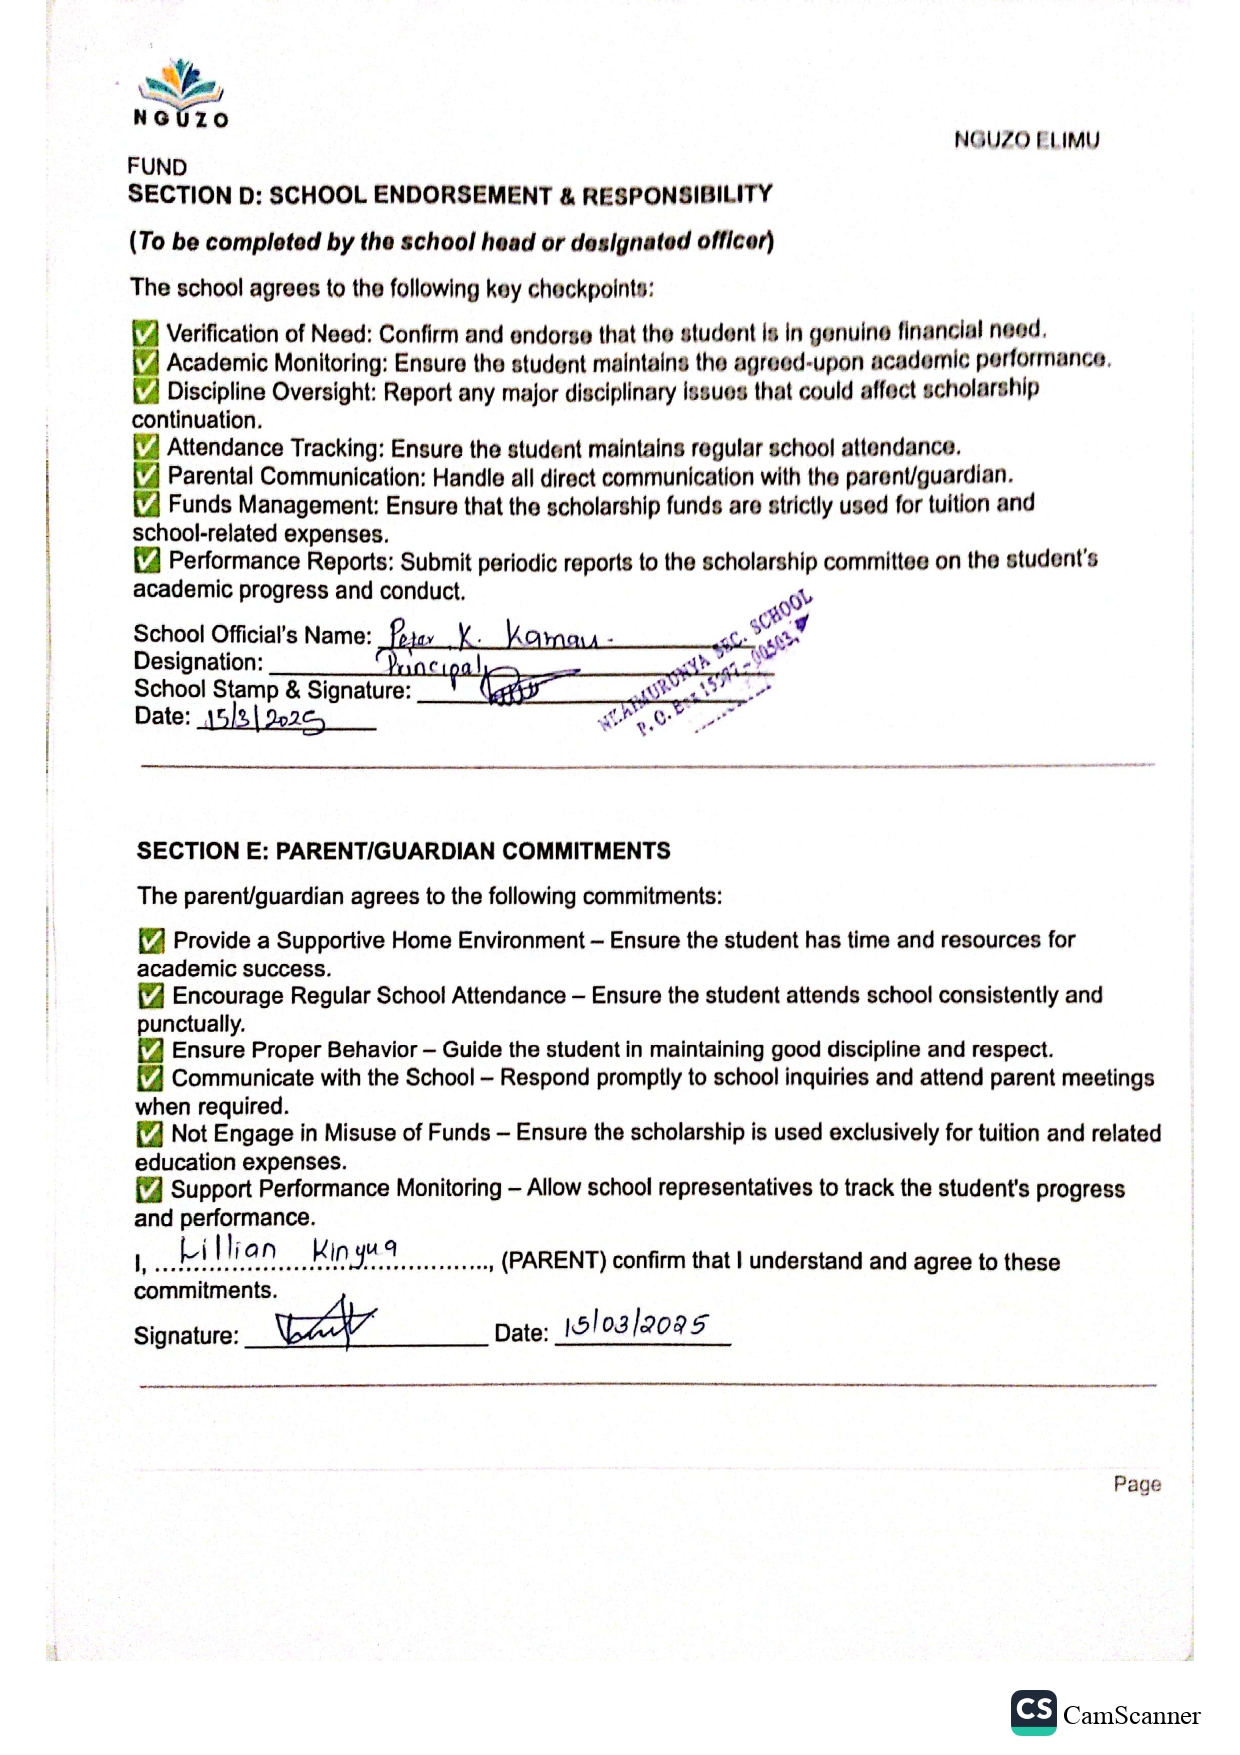 NGUZO
NGUZO ELIMU
FUND
SECTION D: SCHOOL ENDORSEMENT & RESPONSIBILITY
(To be completed by the school head or designated officer)
The school agrees to the following key checkpoints:
✅ Verification of Need: Confirm and endorse that the student is in genuine financial need.
✅ Academic Monitoring: Ensure the student maintains the agreed-upon academic performance.
✅ Discipline Oversight: Report any major disciplinary issues that could affect scholarship
continuation.
✅ Attendance Tracking: Ensure the student maintains regular school attendance.
✅ Parental Communication: Handle all direct communication with the parent/guardian.
✅ Funds Management: Ensure that the scholarship funds are strictly used for tuition and
school-related expenses.
✅ Performance Reports: Submit periodic reports to the scholarship committee on the student's
academic progress and conduct.
School Official's Name: Peter K. Kamau
Designation: Principal
School Stamp & Signature:
SEC. SCHOOL
P. O. Box
Date: 15/3/2025
SECTION E: PARENT/GUARDIAN COMMITMENTS
The parent/guardian agrees to the following commitments:
✅ Provide a Supportive Home Environment – Ensure the student has time and resources for
academic success.
✅ Encourage Regular School Attendance – Ensure the student attends school consistently and
punctually.
✅ Ensure Proper Behavior – Guide the student in maintaining good discipline and respect.
✅ Communicate with the School – Respond promptly to school inquiries and attend parent meetings
when required.
✅ Not Engage in Misuse of Funds – Ensure the scholarship is used exclusively for tuition and related
education expenses.
✅ Support Performance Monitoring – Allow school representatives to track the student's progress
and performance.
I, Lillian Kinyua, (PARENT) confirm that I understand and agree to these
commitments.
Signature: Date: 15/03/2025
Page
CS CamScanner